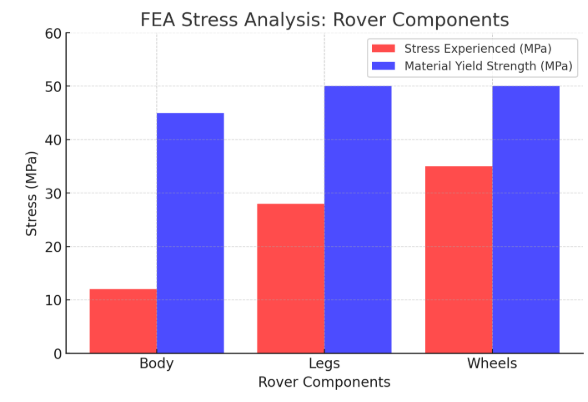 FEA Stress Analysis: Rover Components
Stress Experienced (MPa)
Material Yield Strength (MPa)
Stress (MPa)
60
50
40
30
20
10
0
Body Legs Wheels
Rover Components